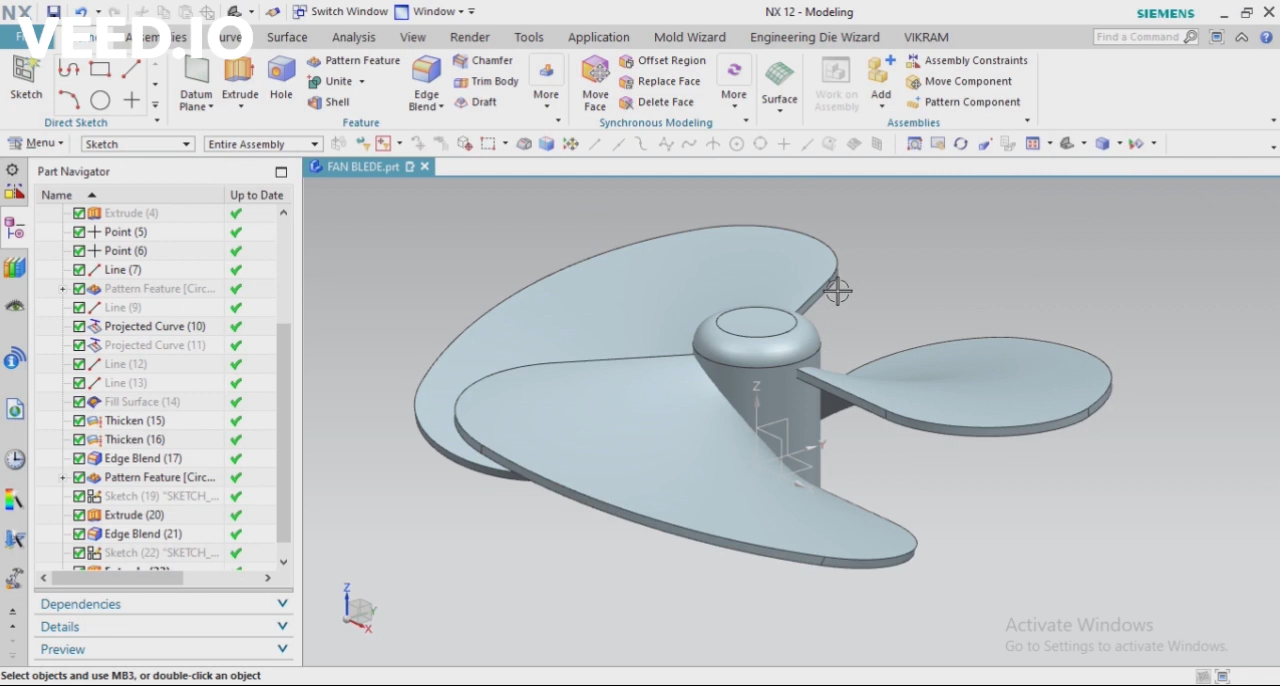 NX
Switch Window
Window
NX 12 - Modeling
SIEMENS
VEED.IO
Assemblies
Curve
Surface
Analysis
View
Render
Tools
Application
Mold Wizard
Engineering Die Wizard
VIKRAM
Find a Command
Sketch
Direct Sketch
Datum
Plane
Extrude
Hole
Pattern Feature
Unite
Shell
Edge
Blend
Chamfer
Trim Body
Draft
More
Feature
Move
Face
Offset Region
Replace Face
Delete Face
More
Synchronous Modeling
Surface
Work on
Assembly
Add
Assembly Constraints
Move Component
Pattern Component
Assemblies
Menu
Sketch
Entire Assembly
Part Navigator
FAN BLEDE.prt
Name
Up to Date
Extrude (4)
Point (5)
Point (6)
Line (7)
Pattern Feature [Circ...
Line (9)
Projected Curve (10)
Projected Curve (11)
Line (12)
Line (13)
Fill Surface (14)
Thicken (15)
Thicken (16)
Edge Blend (17)
Pattern Feature [Circ...
Sketch (19) "SKETCH_...
Extrude (20)
Edge Blend (21)
Sketch (22) "SKETCH_...
Dependencies
Details
Preview
Z
Y
Z
Y
X
Activate Windows
Go to Settings to activate Windows.
Select objects and use MB3, or double-click an object